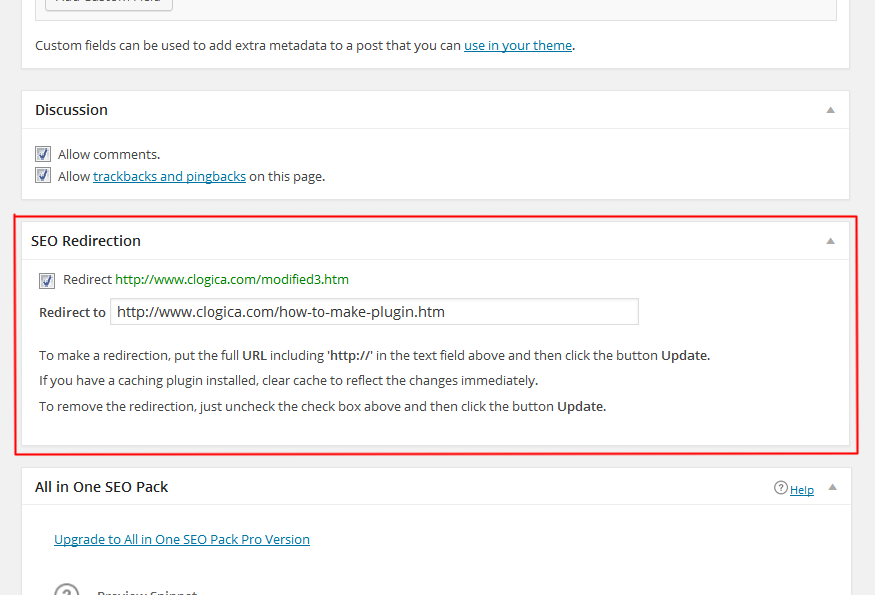 Add Custom Field
Custom fields can be used to add extra metadata to a post that you can use in your theme.
Discussion
Allow comments.
Allow trackbacks and pingbacks on this page.
SEO Redirection
Redirect http://www.clogica.com/modified3.htm
Redirect to http://www.clogica.com/how-to-make-plugin.htm
To make a redirection, put the full URL including 'http://' in the text field above and then click the button Update.
If you have a caching plugin installed, clear cache to reflect the changes immediately.
To remove the redirection, just uncheck the check box above and then click the button Update.
All in One SEO Pack
? Help
Upgrade to All in One SEO Pack Pro Version
? Preview Snippet